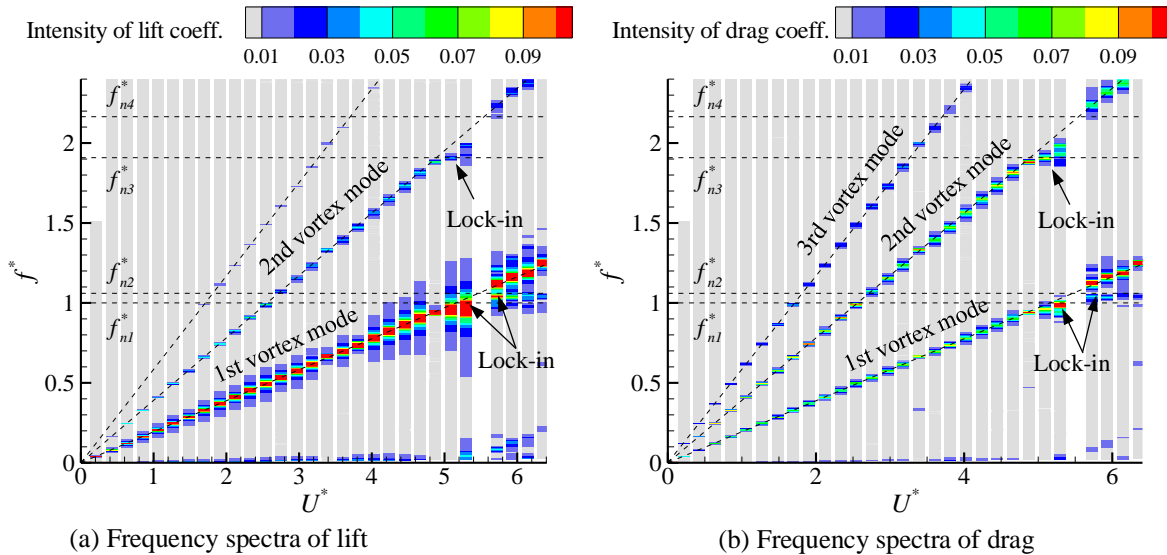 Intensity of lift coeff.
0.01 0.03 0.05 0.07 0.09
f*n4
f*n3
f*n2
f*n1
2
1.5
1
0.5
0
f*
2nd vortex mode
1st vortex mode
Lock-in
Lock-in
0 1 2 3 4 5 6
U*
(a) Frequency spectra of lift
Intensity of drag coeff.
0.01 0.03 0.05 0.07 0.09
f*n4
f*n3
f*n2
f*n1
2
1.5
1
0.5
0
f*
3rd vortex mode
2nd vortex mode
1st vortex mode
Lock-in
Lock-in
0 2 4 6
U*
(b) Frequency spectra of drag